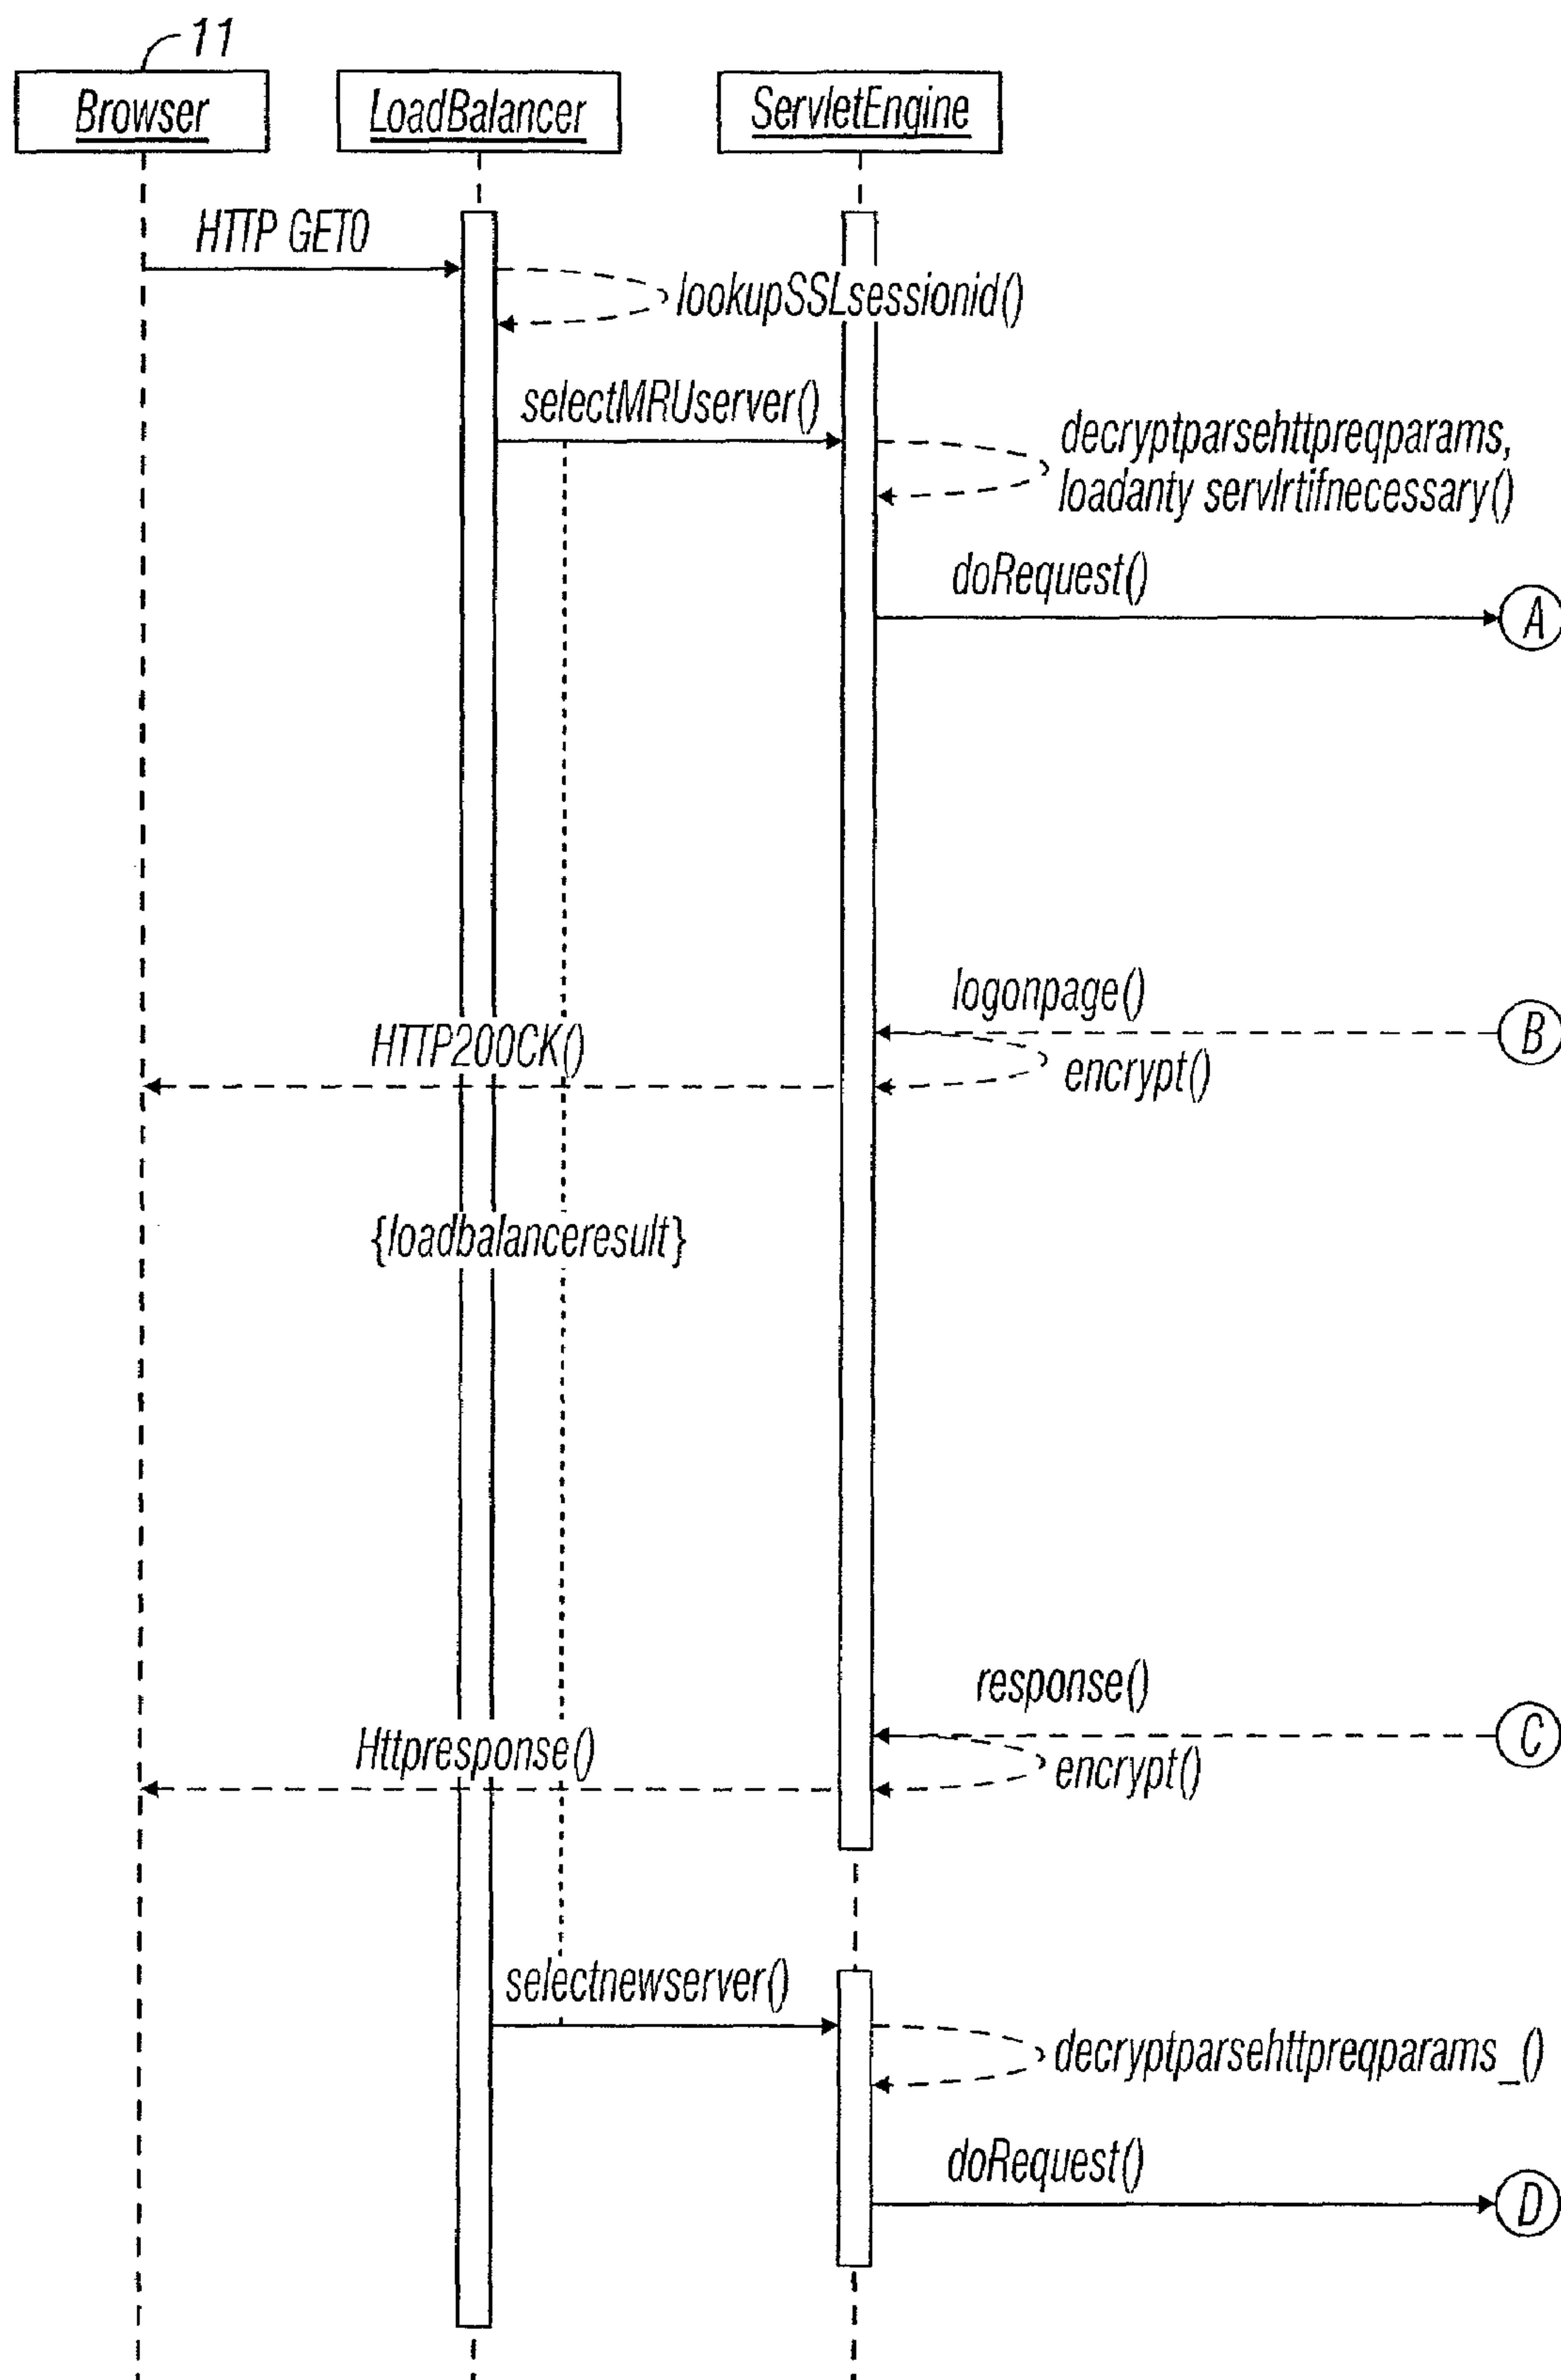 11
Browser
LoadBalancer
ServletEngine
HTTP GET()
lookupSSLsessionid()
selectMRUserver()
decryptparsehttpreqparams,
loadanty servlrtifnecessary()
doRequest()
A
logonpage()
B
HTTP200CK()
encrypt()
{loadbalanceresult}
response()
C
Httpresponse()
encrypt()
selectnewserver()
decryptparsehttpreqparams_()
doRequest()
D